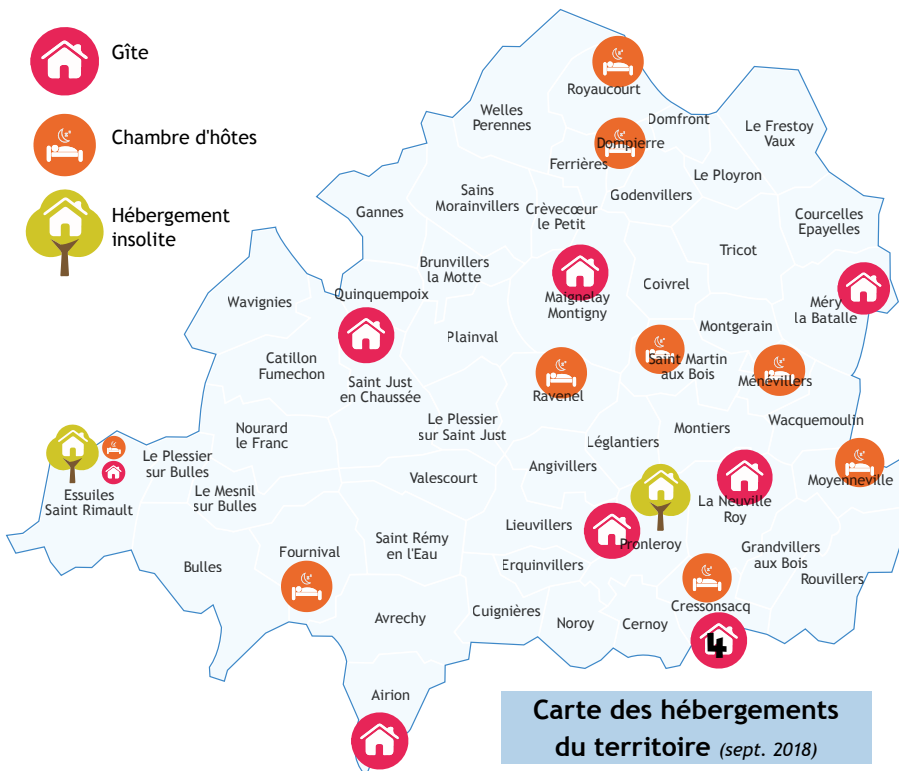 Gîte
Chambre d'hôtes
Hébergement
insolite
Royaucourt
Welles
Perennes
Domfront
Le Frestoy
Vaux
Dompierre
Ferrières
Le Ployron
Godenvillers
Sains
Morainvillers
Gannes
Crèvecœur
le Petit
Courcelles
Epayelles
Tricot
Brunvillers
la Motte
Coivrel
Quinquempoix
Wavignies
Maignelay
Montigny
Méry
la Batalle
Montgerain
Plainval
Catillon
Fumechon
Saint Martin
aux Bois
Ménévillers
Saint Just
en Chaussée
Ravenel
Le Plessier
sur Saint Just
Wacquemoulin
Nourard
le Franc
Montiers
Léglantiers
Le Plessier
sur Bulles
Angivillers
Valescourt
Moyenneville
Essuiles
Saint Rimault
Le Mesnil
sur Bulles
La Neuville
Roy
Lieuvillers
Saint Rémy
en l'Eau
Pronleroy
Fournival
Grandvillers
aux Bois
Erquinvillers
Bulles
Rouvillers
Cressonsacq
Cuignières
Avrechy
Noroy
Cernoy
4
Airion
Carte des hébergements
du territoire (sept. 2018)